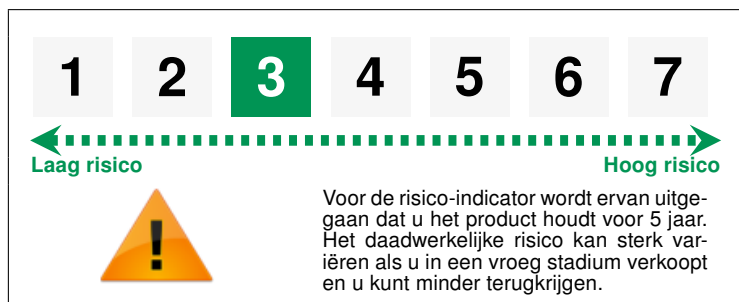 1 2 3 4 5 6 7
Laag risico Hoog risico
!
Voor de risico-indicator wordt ervan uitge-
gaan dat u het product houdt voor 5 jaar.
Het daadwerkelijke risico kan sterk var-
iëren als u in een vroeg stadium verkoopt
en u kunt minder terugkrijgen.